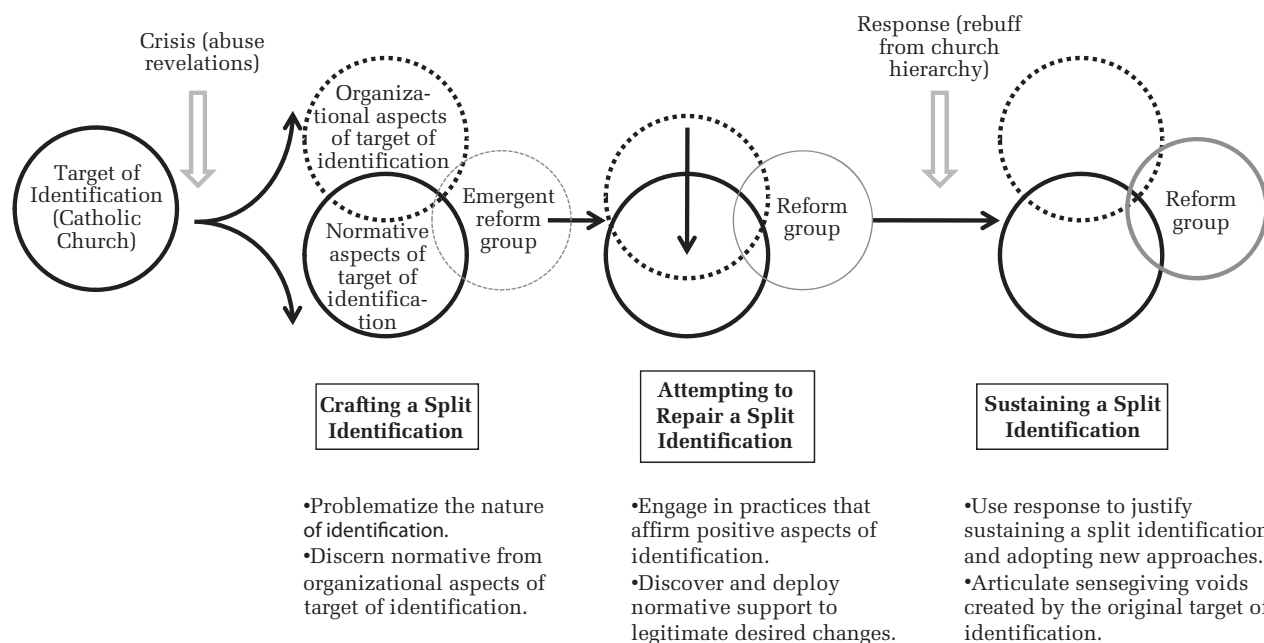 Crisis (abuse
revelations)
Response (rebuff
from church
hierarchy)
Target of
Identification
(Catholic
Church)
Organiza-
tional aspects
of target of
identification
Normative
aspects of
target of
identifica-
tion
Emergent
reform
group
Reform
group
Reform
group
Crafting a Split
Identification
Attempting to
Repair a Split
Identification
Sustaining a Split
Identification
•Problematize the nature
of identification.
•Discern normative from
organizational aspects of
target of identification.
•Engage in practices that
affirm positive aspects of
identification.
•Discover and deploy
normative support to
legitimate desired changes.
•Use response to justify
sustaining a split identification
and adopting new approaches.
•Articulate sensegiving voids
created by the original target of
identification.